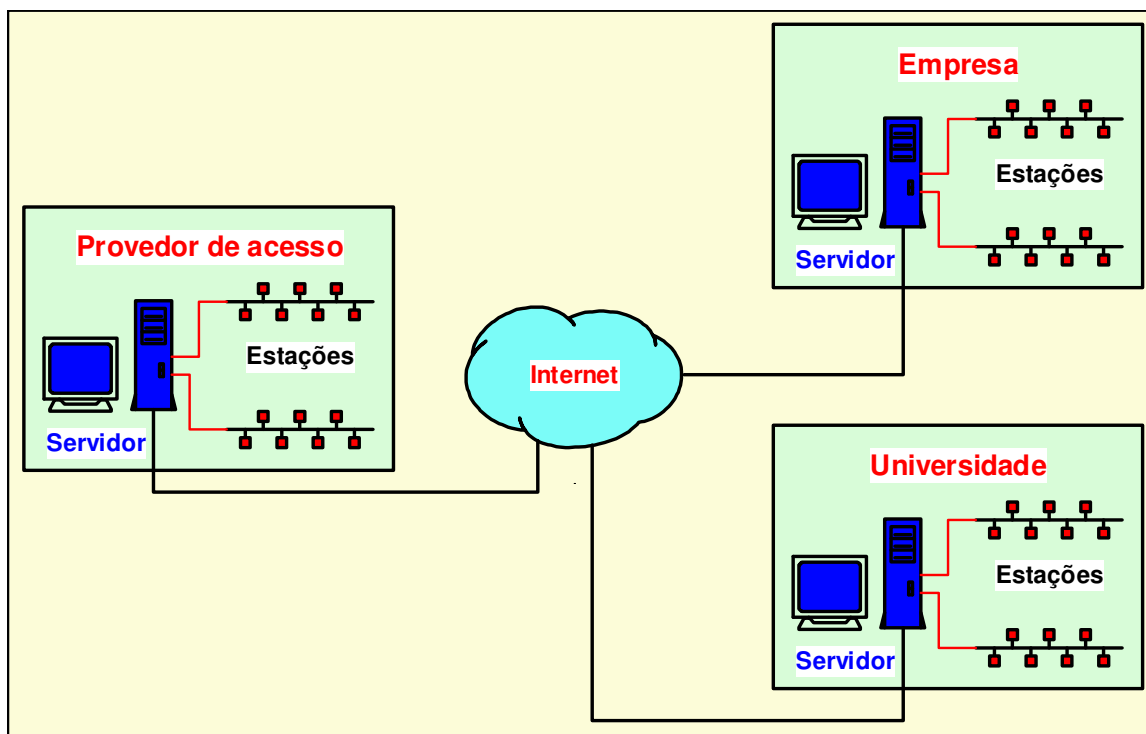 Provedor de acesso
Estações
Servidor
Internet
Empresa
Estações
Servidor
Universidade
Estações
Servidor